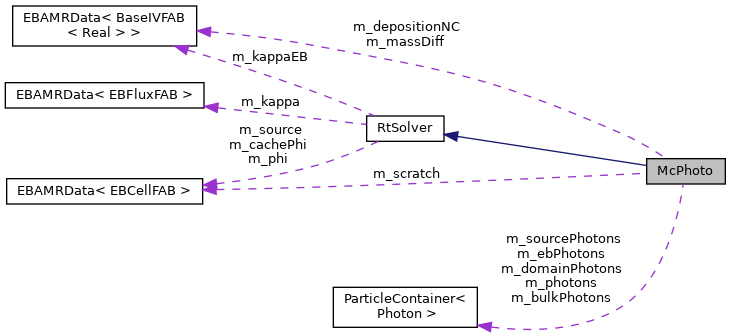 EBAMRData< BaseIVFAB
< Real > >
m_depositionNC
m_massDiff
m_kappaEB
EBAMRData< EBFluxFAB >
m_kappa
RtSolver
m_source
m_cachePhi
m_phi
McPhoto
m_scratch
EBAMRData< EBCellFAB >
m_sourcePhotons
m_ebPhotons
m_domainPhotons
m_photons
m_bulkPhotons
ParticleContainer<
Photon >